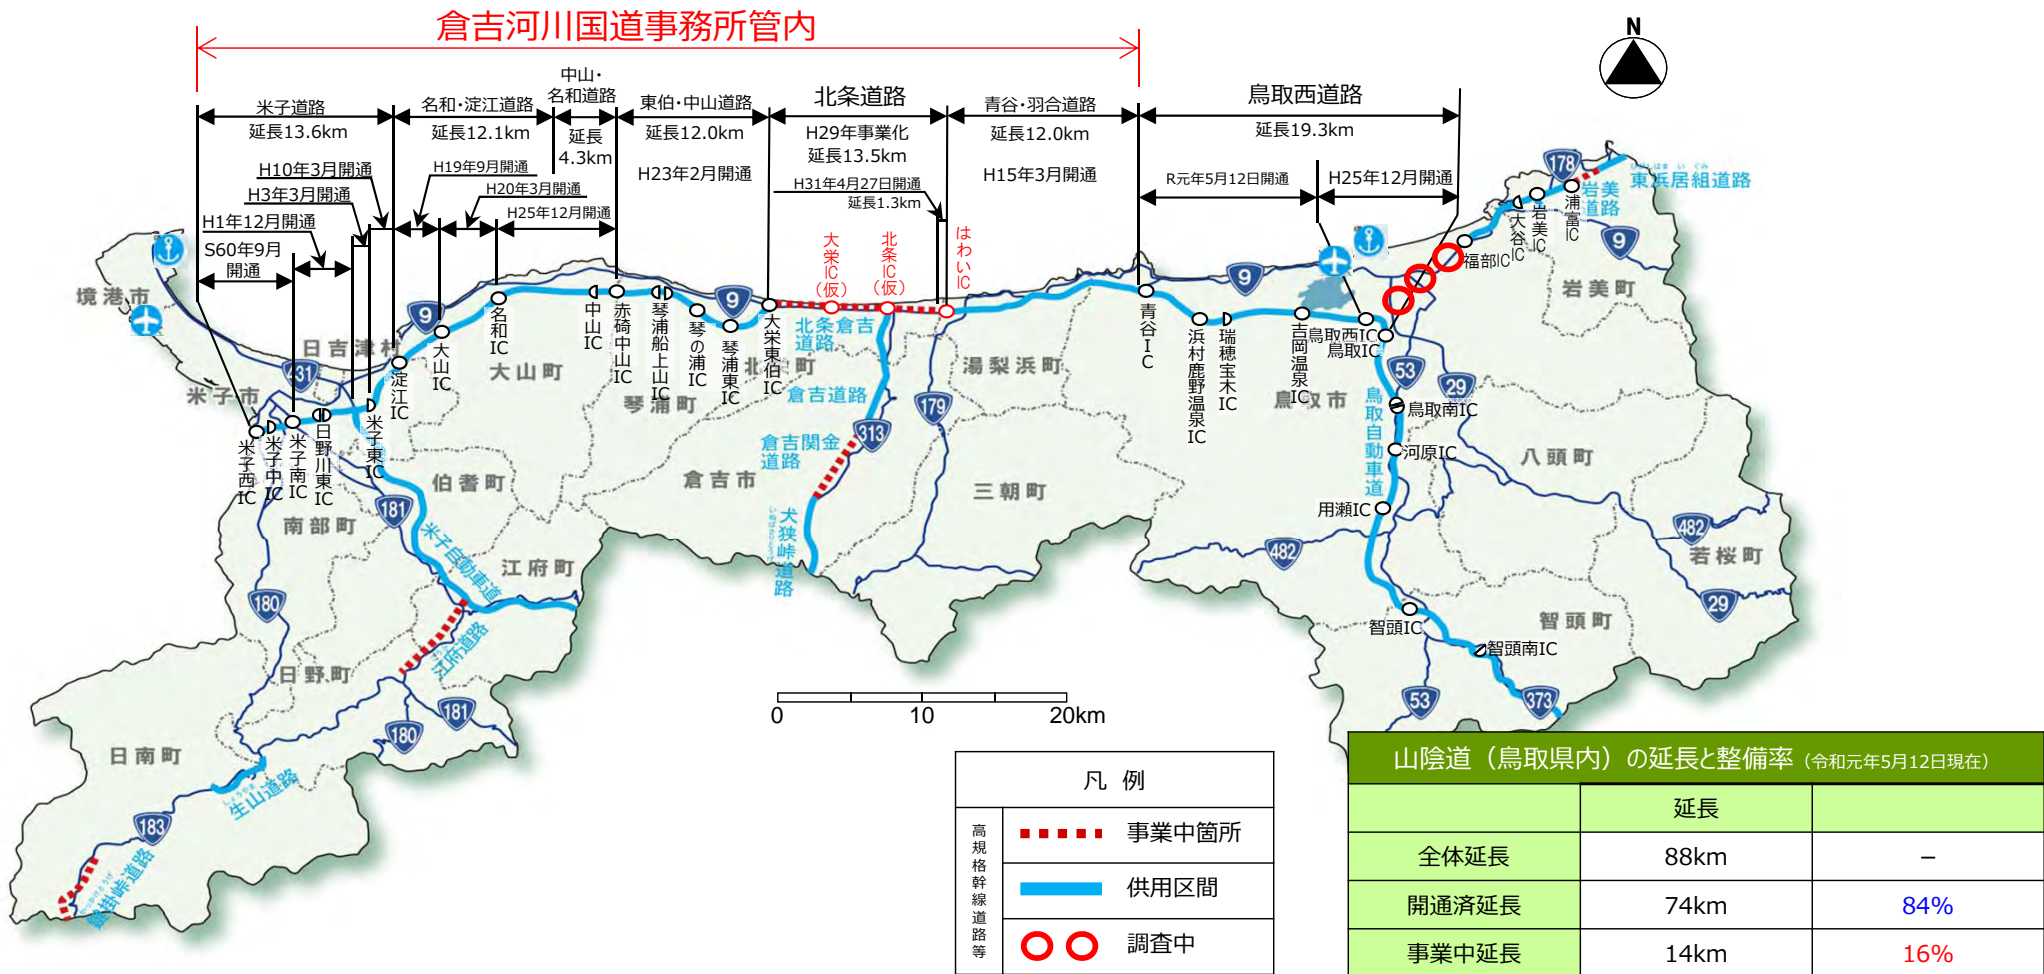 倉吉河川国道事務所管内
N
米子道路
延長13.6km
名和・淀江道路
延長12.1km
中山・
名和道路
延長
4.3km
東伯・中山道路
延長12.0km
H23年2月開通
北条道路
H29年事業化
延長13.5km
H31年4月27日開通
延長1.3km
青谷・羽合道路
延長12.0km
H15年3月開通
鳥取西道路
延長19.3km
R元年5月12日開通
H25年12月開通
H10年3月開通
H3年3月開通
H1年12月開通
S60年9月
開通
H19年9月開通
H20年3月開通
H25年12月開通
大栄IC(仮)
北条IC(仮)
はわいIC
178
東浜居組道路
岩美
道路
浦富IC
岩美IC
大谷IC
福部IC
9
岩美町
境港市
日吉津村
431
米子市
9
大山IC
名和IC
淀江IC
大山町
中山IC
赤碕中山IC
琴浦船上山IC
琴の浦IC
琴浦東IC
9
大栄東伯IC
琴浦町
北条倉吉
道路
町
倉吉道路
湯梨浜町
179
313
倉吉関金
道路
倉吉市
三朝町
犬狭峠道路
9
青谷IC
浜村鹿野温泉IC
瑞穂宝木IC
吉岡温泉IC
鳥取西IC
鳥取IC
鳥取市
53
29
鳥取南IC
鳥取自動車道
河原IC
八頭町
用瀬IC
482
482
若桜町
29
智頭IC
智頭町
智頭南IC
53
373
米子西IC
米子中IC
米子南IC
日野川東IC
米子東IC
伯耆町
南部町
181
米子自動車道
江府町
180
江府道路
日野町
181
180
日南町
生山道路
183
鍵掛峠道路
0
10
20km
凡 例
高規格幹線道路等
事業中箇所
供用区間
調査中
山陰道（鳥取県内）の延長と整備率（令和元年5月12日現在）
延長
全体延長 88km －
開通済延長 74km 84%
事業中延長 14km 16%